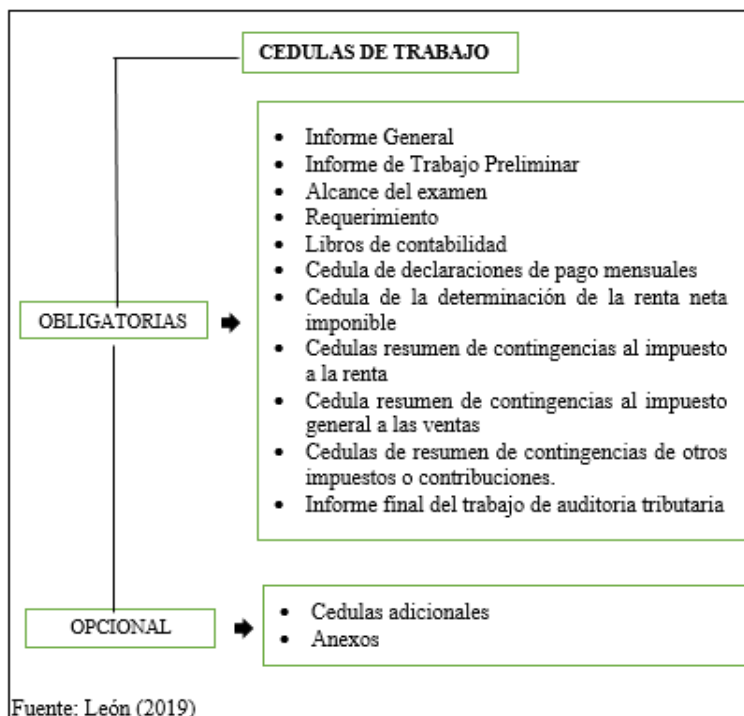 CEDULAS DE TRABAJO
OBLIGATORIAS
• Informe General
• Informe de Trabajo Preliminar
• Alcance del examen
• Requerimiento
• Libros de contabilidad
• Cedula de declaraciones de pago mensuales
• Cedula de la determinación de la renta neta
imponible
• Cedulas resumen de contingencias al impuesto
a la renta
• Cedula resumen de contingencias al impuesto
general a las ventas
• Cedulas de resumen de contingencias de otros
impuestos o contribuciones.
• Informe final del trabajo de auditoria tributaria
OPCIONAL
• Cedulas adicionales
• Anexos
Fuente: León (2019)